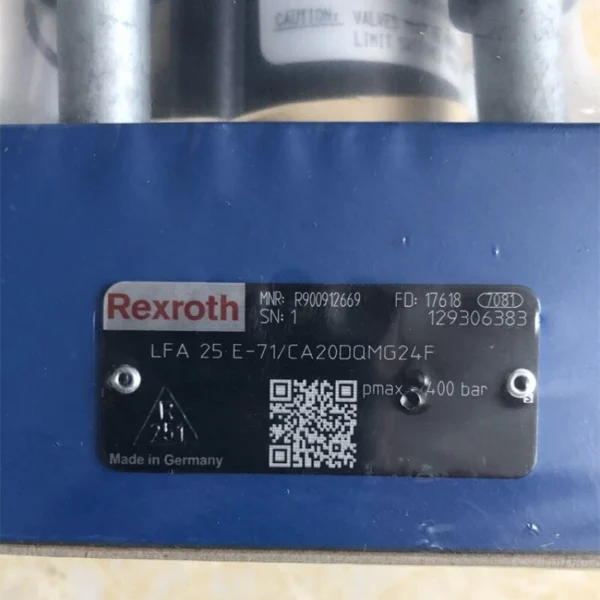 CAUTION: VALVES
LIMIT
Rexroth
MNR: R900912669 FD: 17618 7081
SN: 1 129306383
LFA 25 E-71/CA20DQMG24F
pmax - 400 bar
251
Made in Germany